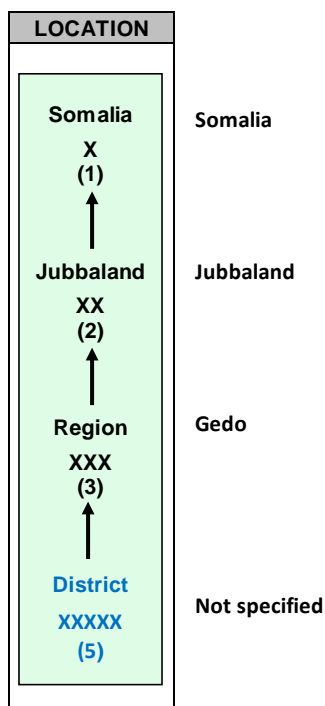 LOCATION
Somalia
X
(1)
Somalia
Jubbaland
XX
(2)
Jubbaland
Region
XXX
(3)
Gedo
District
XXXXX
(5)
Not specified